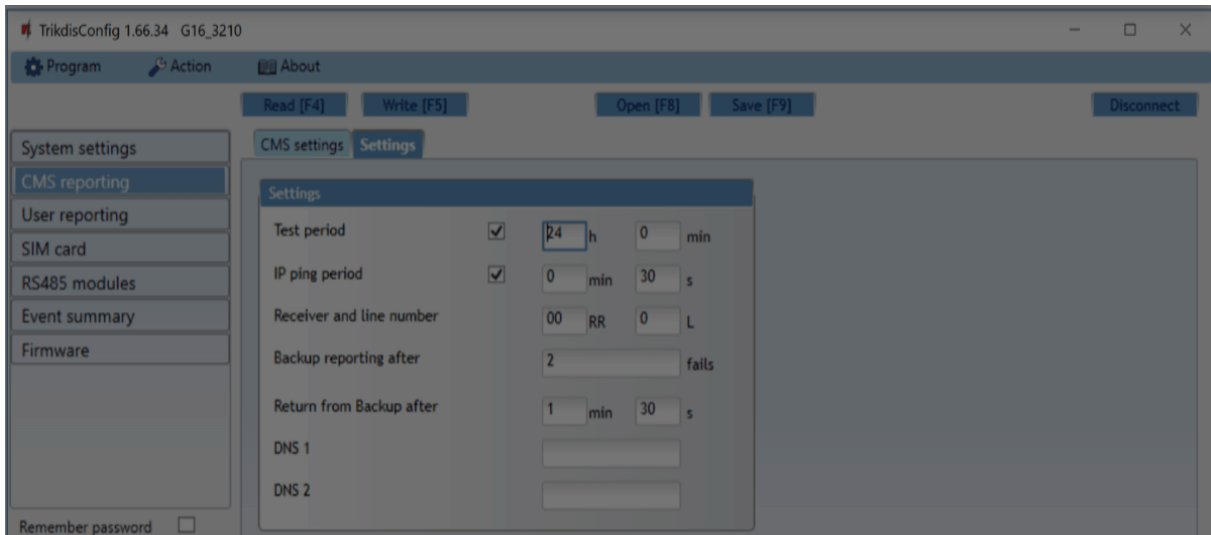 TrikdisConfig 1.66.34 G16_3210
Program Action About
Read [F4] Write [F5] Open [F8] Save [F9] Disconnect
System settings
CMS reporting
User reporting
SIM card
RS485 modules
Event summary
Firmware
Remember password
CMS settings Settings
Settings
Test period 24 h 0 min
IP ping period 0 min 30 s
Receiver and line number 00 RR 0 L
Backup reporting after 2 fails
Return from Backup after 1 min 30 s
DNS 1
DNS 2